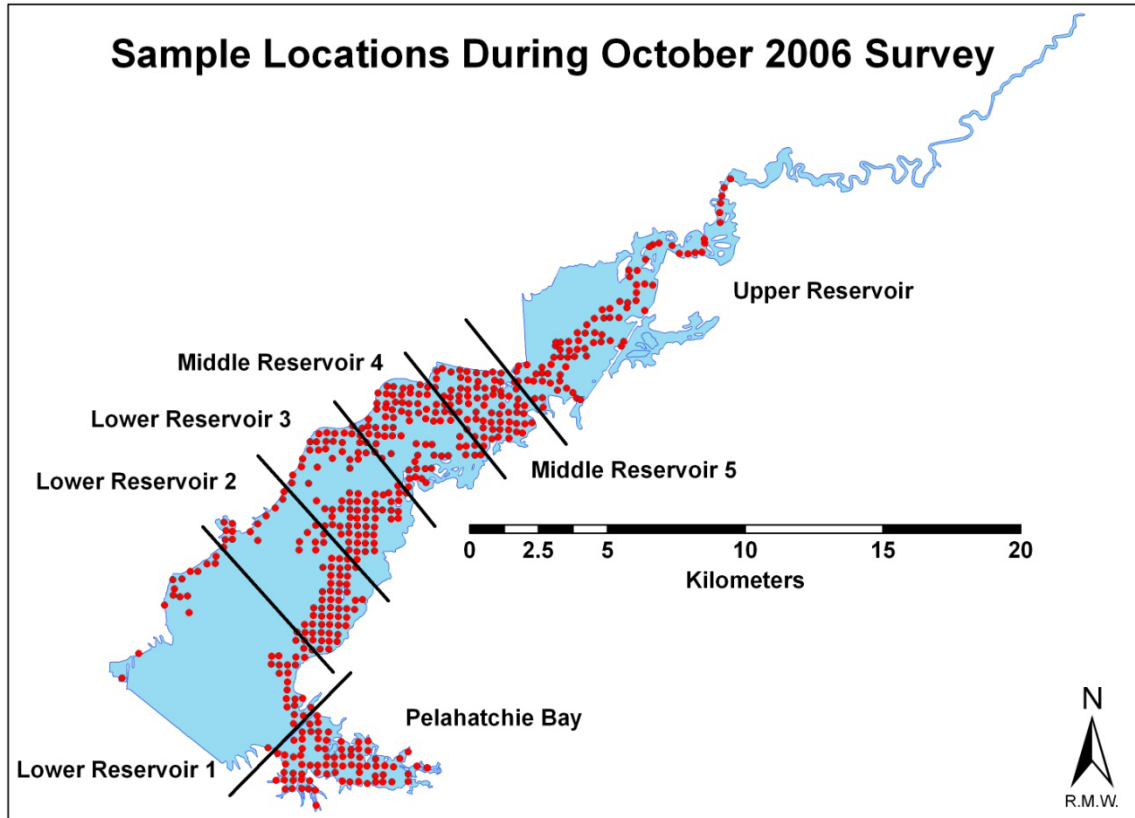 Sample Locations During October 2006 Survey
Upper Reservoir
Middle Reservoir 4
Lower Reservoir 3
Lower Reservoir 2
Middle Reservoir 5
0 2.5 5 10 15 20
Kilometers
Pelahatchie Bay
Lower Reservoir 1
N
R.M.W.